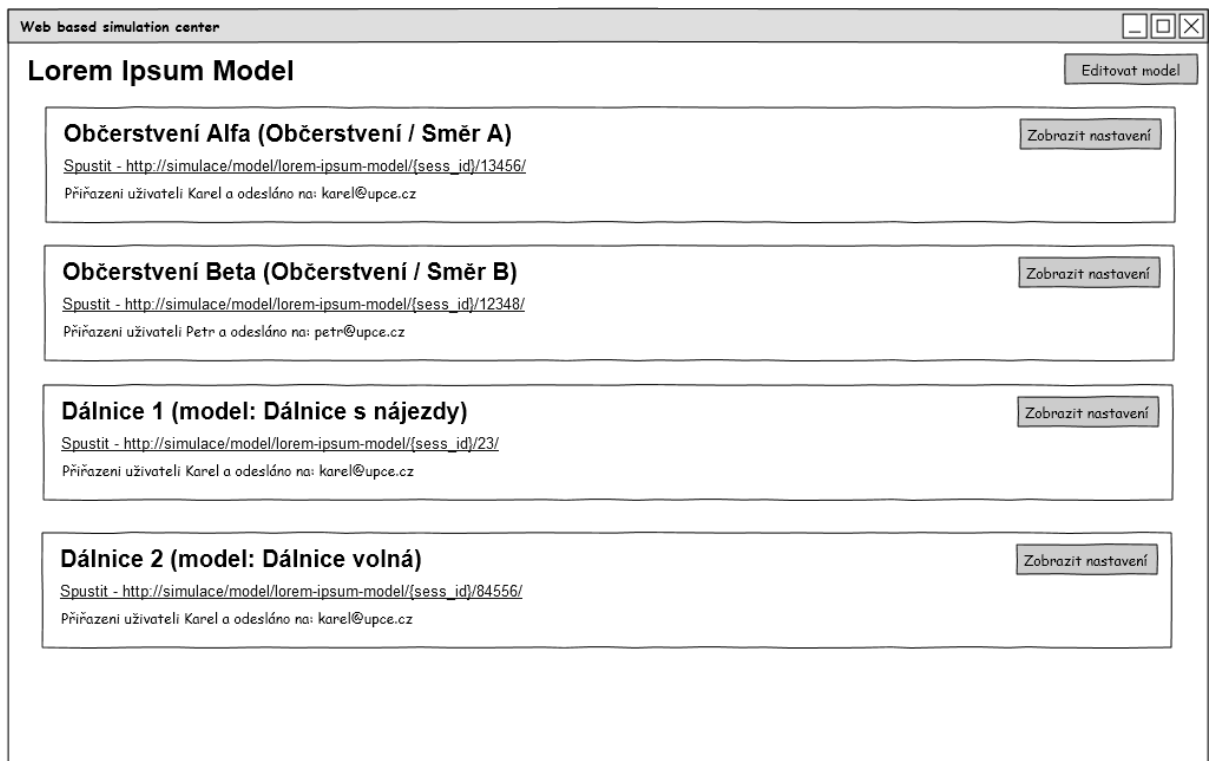 Web based simulation center
Lorem Ipsum Model
Editovat model
Občerstvení Alfa (Občerstvení / Směr A)
Zobrazit nastavení
Spustit - http://simulace/model/lorem-ipsum-model/{sess_id}/13456/
Přiřazeni uživateli Karel a odesláno na: karel@upce.cz
Občerstvení Beta (Občerstvení / Směr B)
Zobrazit nastavení
Spustit - http://simulace/model/lorem-ipsum-model/{sess_id}/12348/
Přiřazeni uživateli Petr a odesláno na: petr@upce.cz
Dálnice 1 (model: Dálnice s nájezdy)
Zobrazit nastavení
Spustit - http://simulace/model/lorem-ipsum-model/{sess_id}/23/
Přiřazeni uživateli Karel a odesláno na: karel@upce.cz
Dálnice 2 (model: Dálnice volná)
Zobrazit nastavení
Spustit - http://simulace/model/lorem-ipsum-model/{sess_id}/84556/
Přiřazeni uživateli Karel a odesláno na: karel@upce.cz